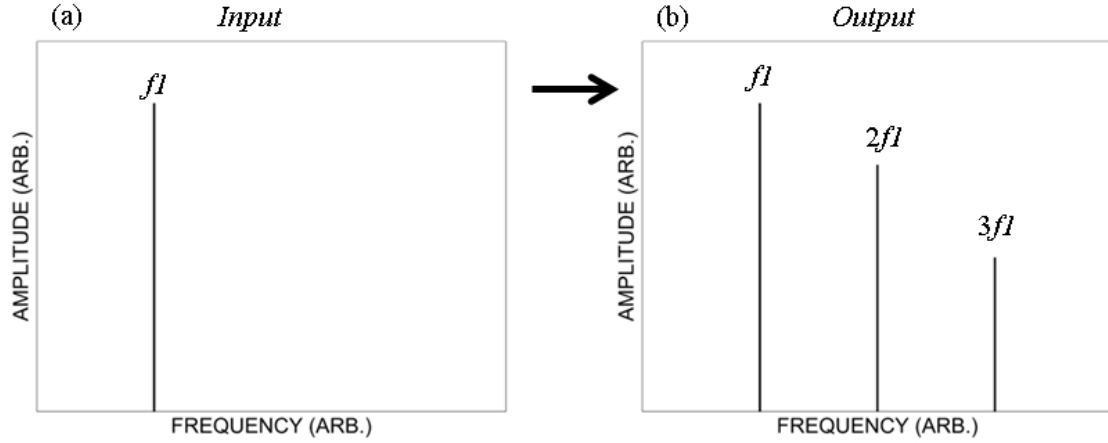 (a) Input
f1
AMPLITUDE (ARB.)
FREQUENCY (ARB.)
(b) Output
f1
2f1
3f1
AMPLITUDE (ARB.)
FREQUENCY (ARB.)